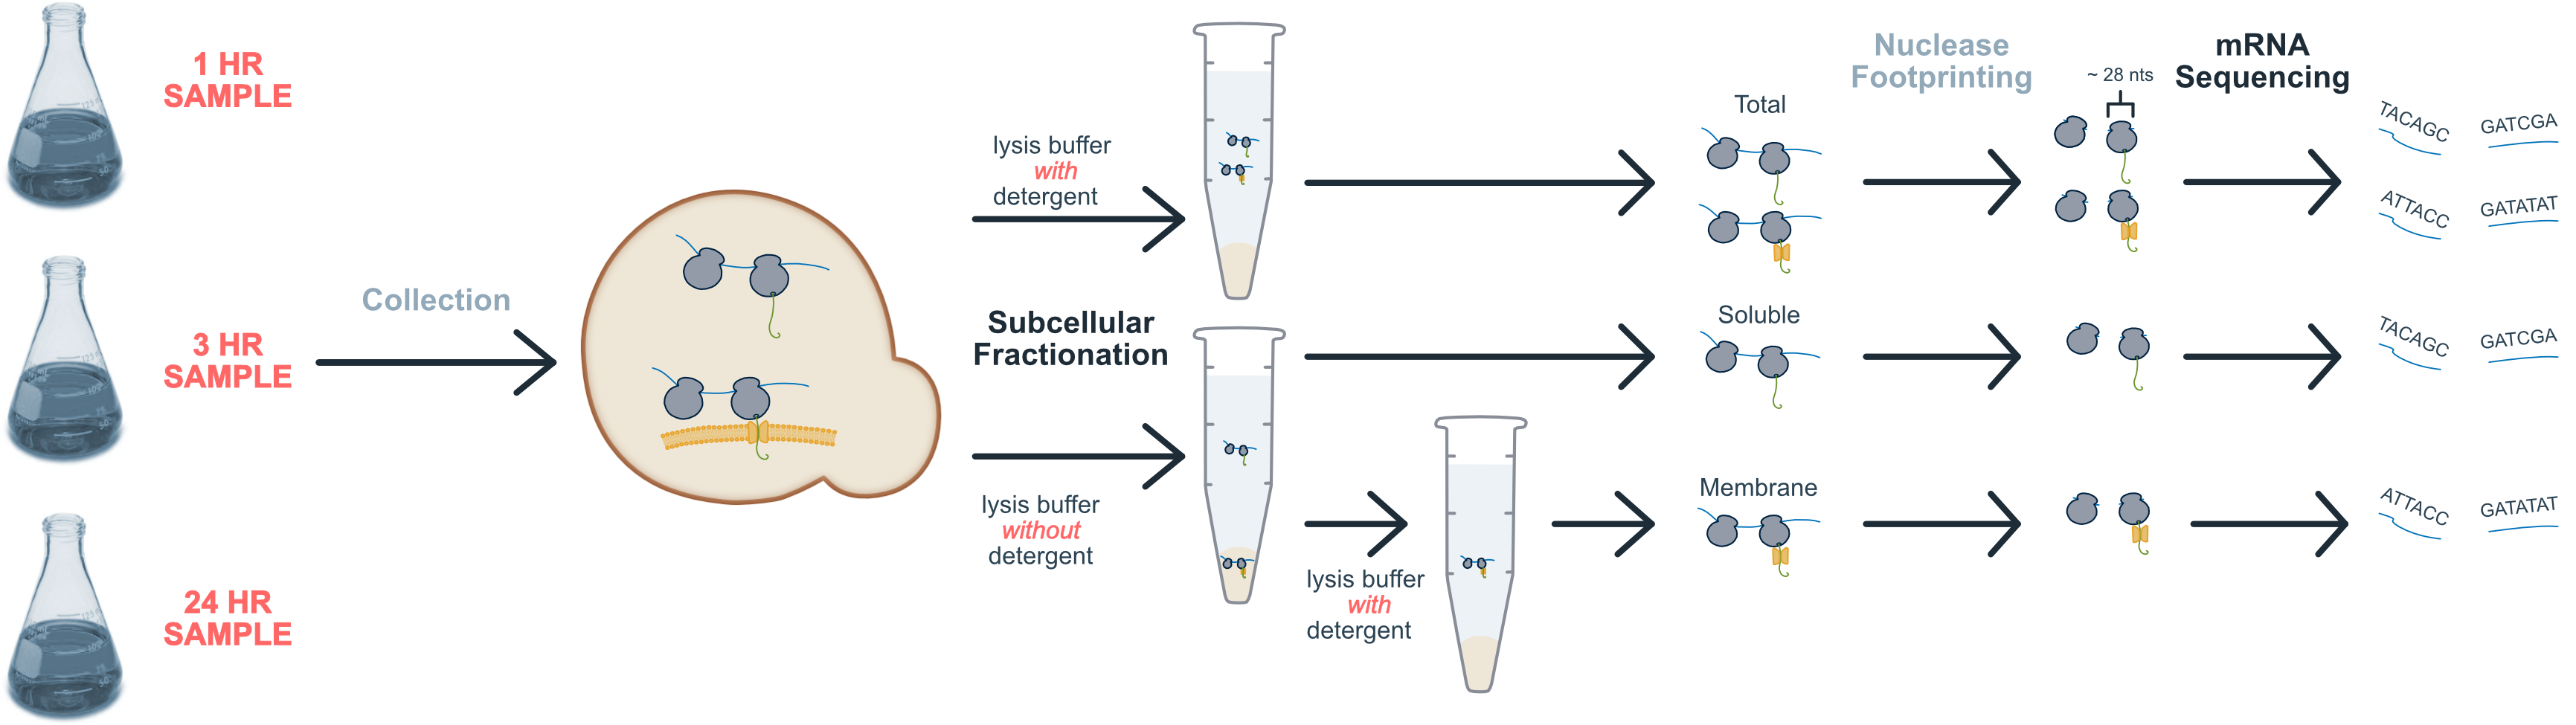 1 HR
SAMPLE
3 HR
SAMPLE
24 HR
SAMPLE
Collection
lysis buffer
with
detergent
Subcellular
Fractionation
lysis buffer
without
detergent
lysis buffer
with
detergent
Total
Soluble
Membrane
Nuclease
Footprinting
~ 28 nts
mRNA
Sequencing
TACAGC
GATCGA
ATTACC
GATATAT
TACAGC
GATCGA
ATTACC
GATATAT